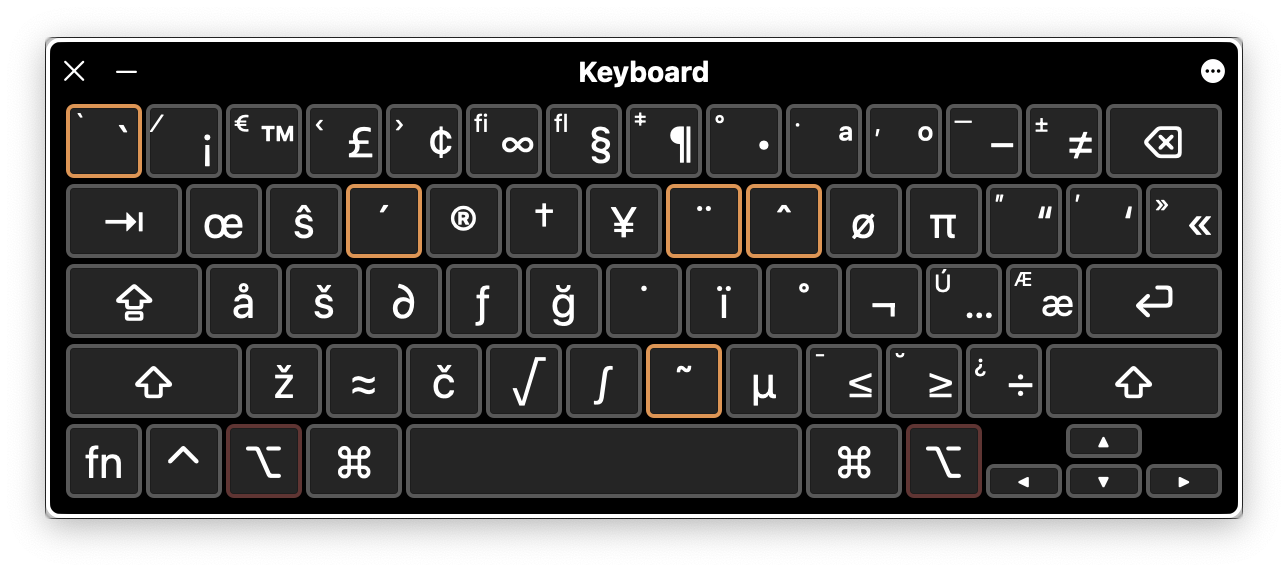 Keyboard
` ` ⁄ ¡ € ™ ‹ £ › ¢ fi ∞ fl § ‡ ¶ ° • · ª ‚ º — – ± ≠
œ ŝ ´ ® † ¥ ¨ ˆ ø π ” “ ’ ‘ » «
å š ∂ ƒ ğ ˙ ï ˚ ¬ Ú … Æ æ
ž ≈ č √ ∫ ˜ µ ¯ ≤ ˘ ≥ ¿ ÷
fn ⌃ ⌥ ⌘ ⌘ ⌥